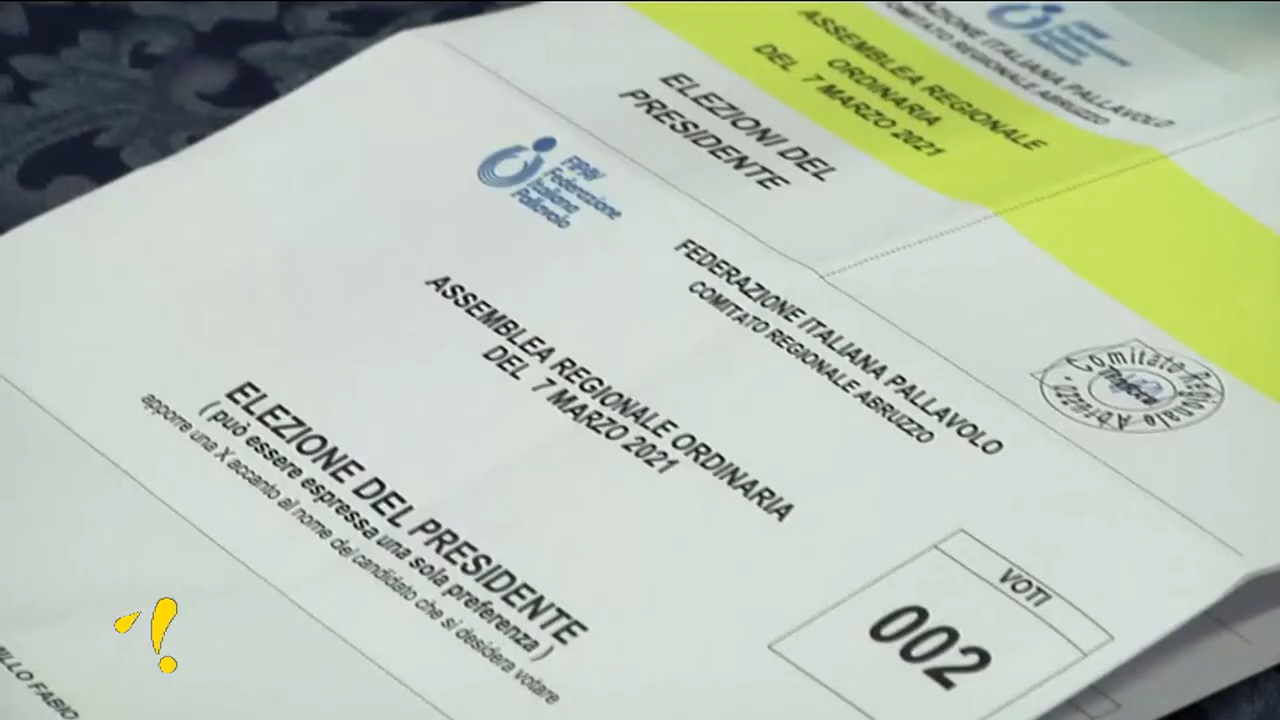 FEDERAZIONE ITALIANA PALLAVOLO
COMITATO REGIONALE ABRUZZO
ASSEMBLEA REGIONALE
ORDINARIA
DEL 7 MARZO 2021
ELEZIONI DEL
PRESIDENTE
FIPAV
Federazione
Italiana
Pallavolo
FEDERAZIONE ITALIANA PALLAVOLO
COMITATO REGIONALE ABRUZZO
Comitato Regionale Abruzzo
ASSEMBLEA REGIONALE ORDINARIA
DEL 7 MARZO 2021
ELEZIONE DEL PRESIDENTE
( può essere espressa una sola preferenza )
apporre una X accanto al nome del candidato che si desidera votare
VOTI
002
FABIO